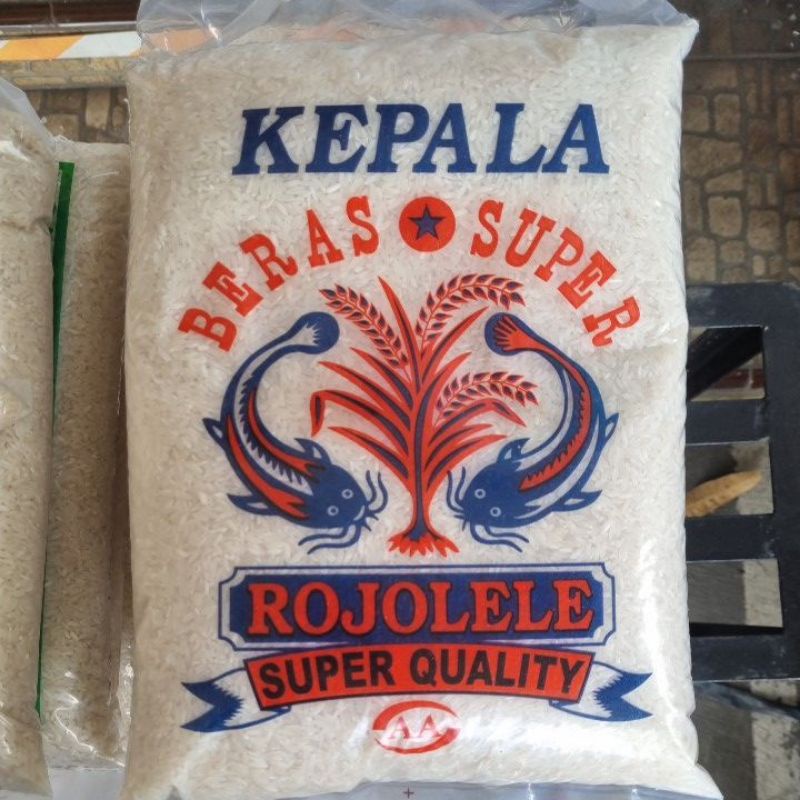 KEPALA
BERAS SUPER
ROJOLELE
SUPER QUALITY
AA